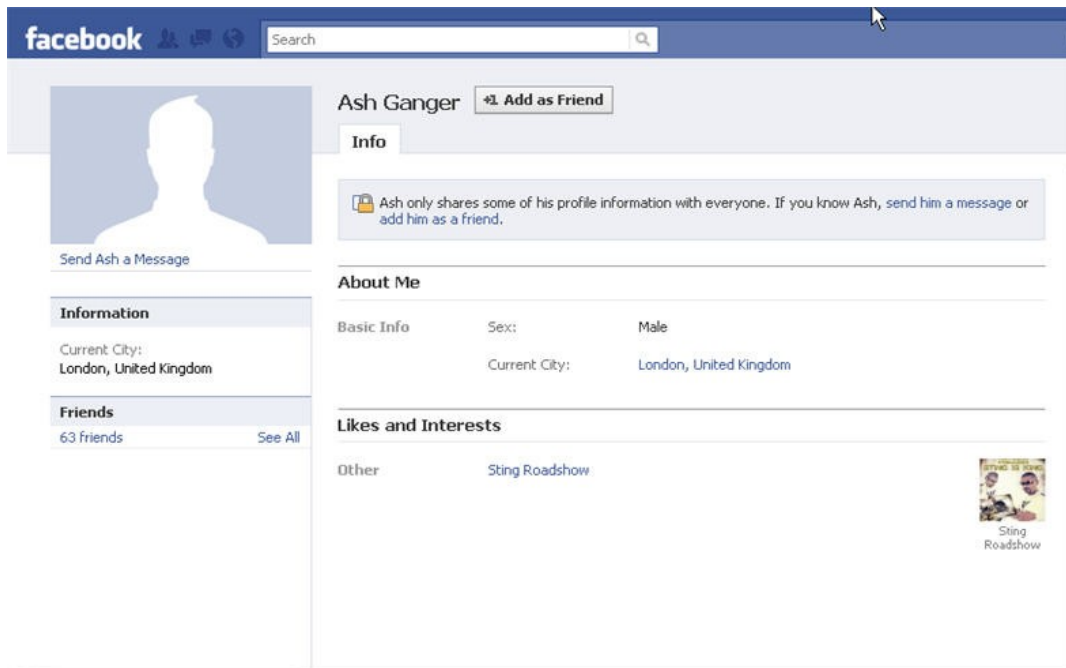 facebook
Search
Ash Ganger
+1 Add as Friend
Info
Ash only shares some of his profile information with everyone. If you know Ash, send him a message or
add him as a friend.
Send Ash a Message
Information
Current City:
London, United Kingdom
Friends
63 friends See All
About Me
Basic Info Sex: Male
Current City: London, United Kingdom
Likes and Interests
Other Sting Roadshow
STING IS KING
Sting
Roadshow